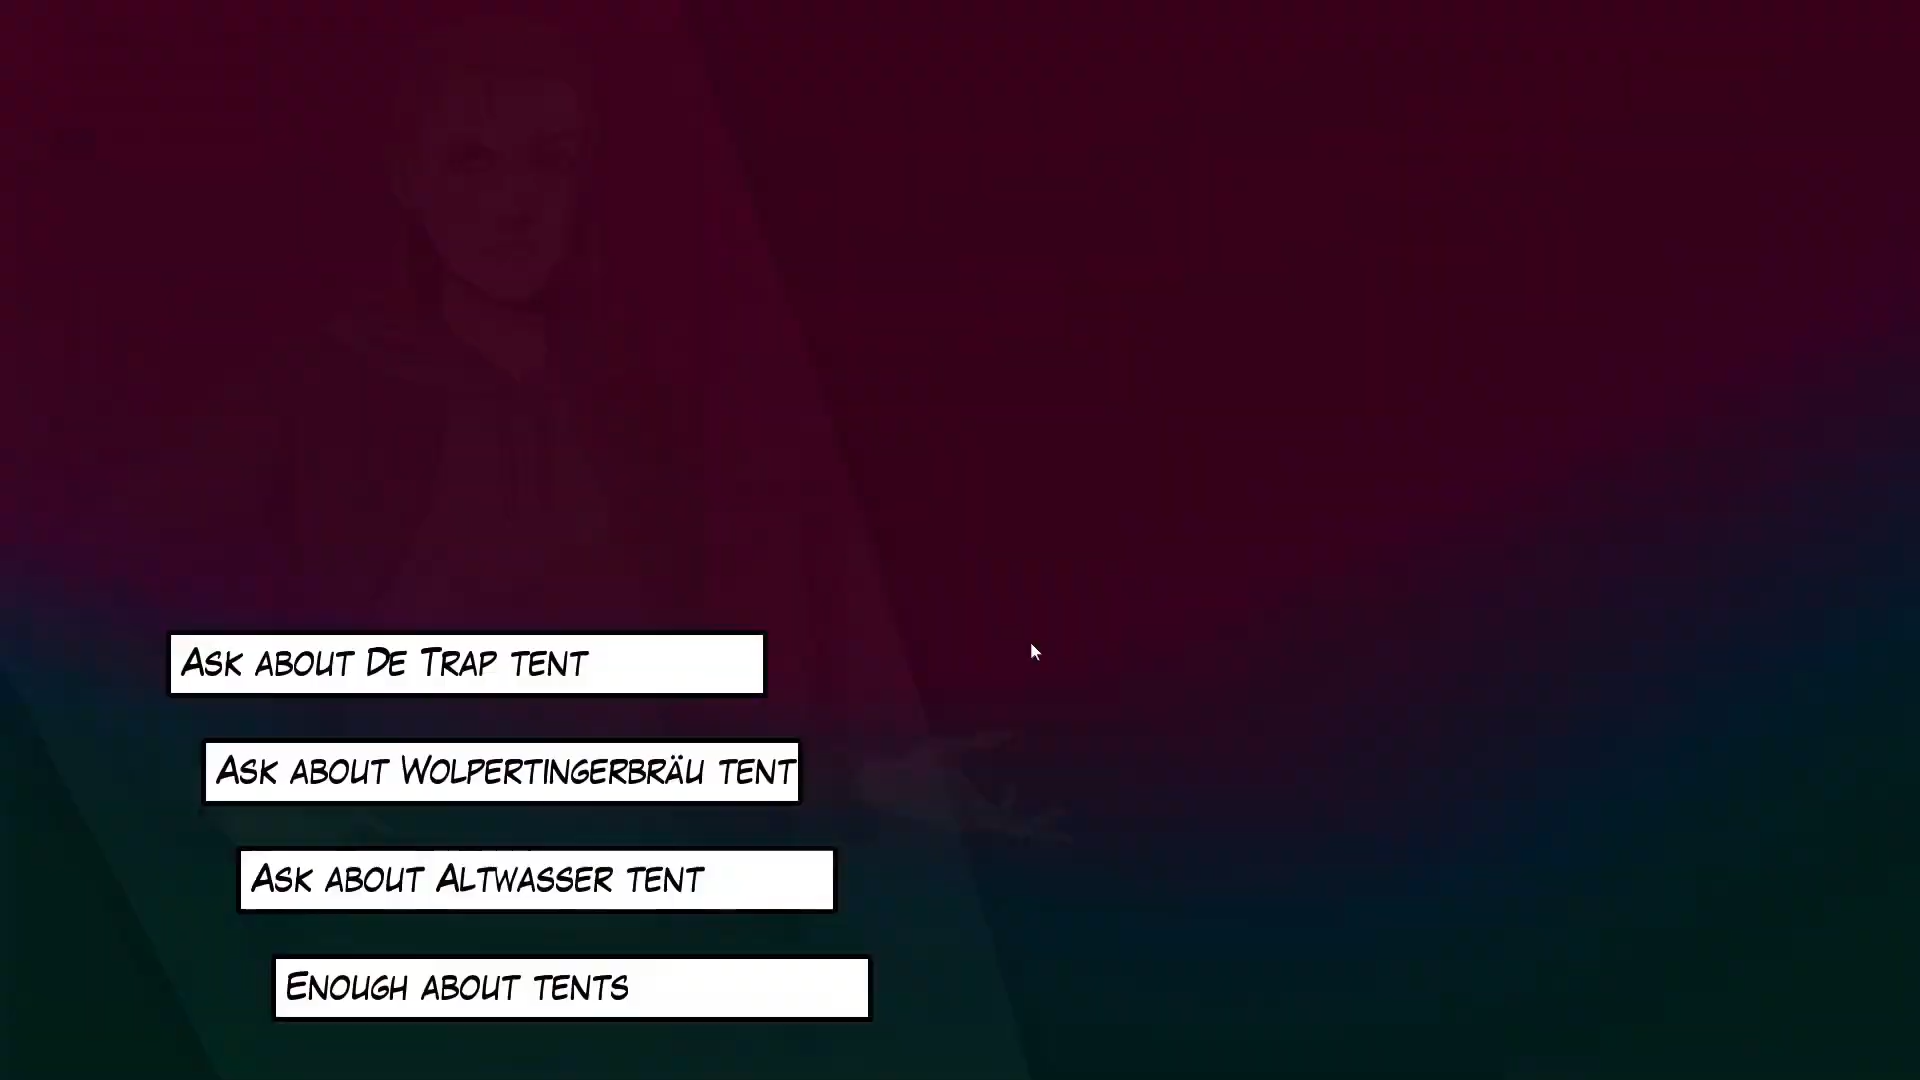 Ask about De Trap tent
Ask about Wolpertingerbräu tent
Ask about Altwasser tent
Enough about tents